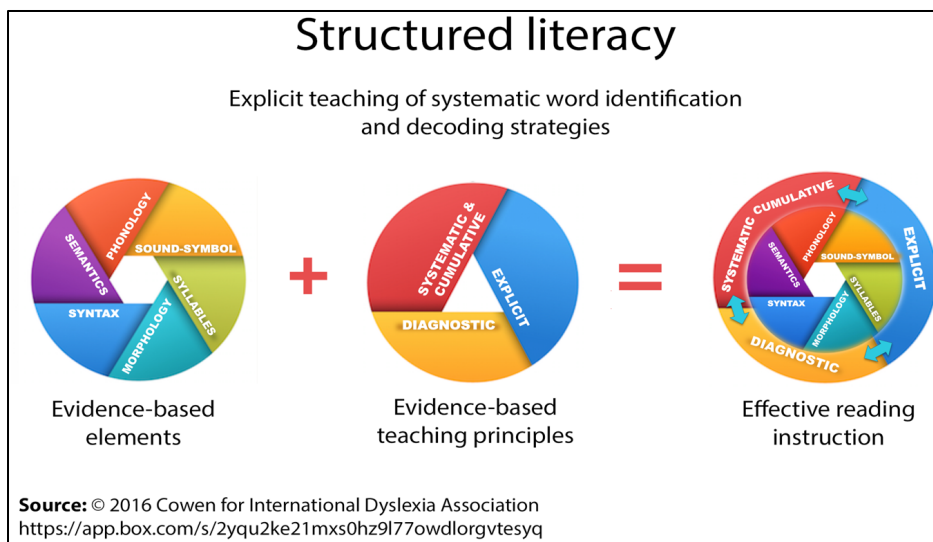 Structured literacy
Explicit teaching of systematic word identification
and decoding strategies
PHONOLOGY
SOUND-SYMBOL
SYLLABLES
MORPHOLOGY
SYNTAX
SEMANTICS
+
SYSTEMATIC &
CUMULATIVE
EXPLICIT
DIAGNOSTIC
=
SYSTEMATIC CUMULATIVE
EXPLICIT
DIAGNOSTIC
PHONOLOGY
SOUND-SYMBOL
SYLLABLES
MORPHOLOGY
SYNTAX
SEMANTICS
Evidence-based
elements
Evidence-based
teaching principles
Effective reading
instruction
Source: © 2016 Cowen for International Dyslexia Association
https://app.box.com/s/2yqu2ke21mxs0hz9l77owdlorgvtesyq